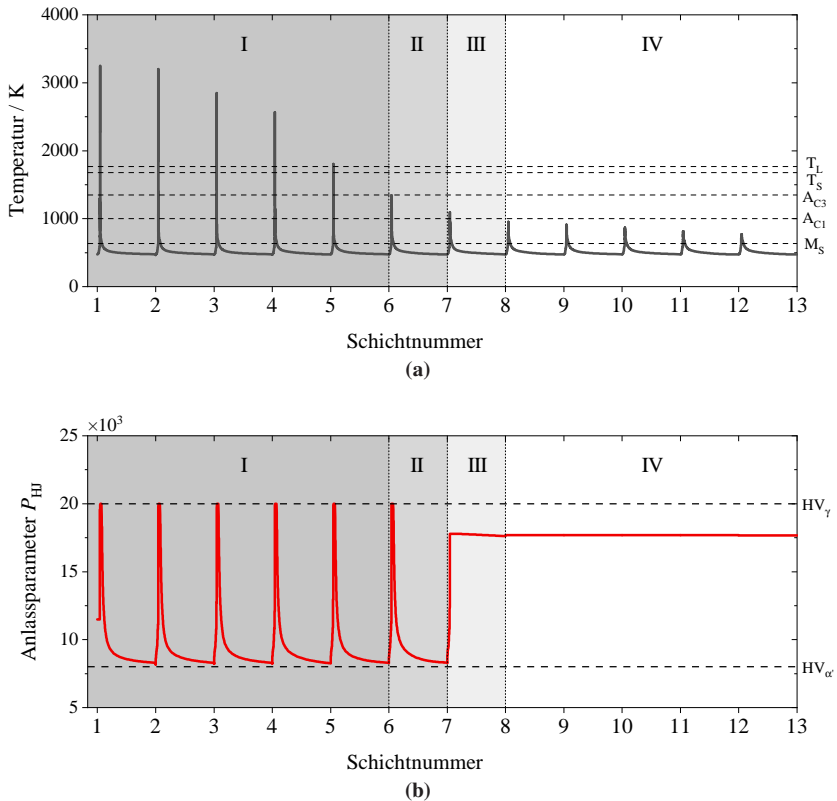 4000
3000
2000
1000
0
Temperatur / K
I
II
III
IV
T_L
T_S
A_C3
A_C1
M_S
1 2 3 4 5 6 7 8 9 10 11 12 13
Schichtnummer
(a)
×10³
25
20
15
10
5
Anlassparameter P_HJ
I
II
III
IV
HV_γ
HV_α'
1 2 3 4 5 6 7 8 9 10 11 12 13
Schichtnummer
(b)